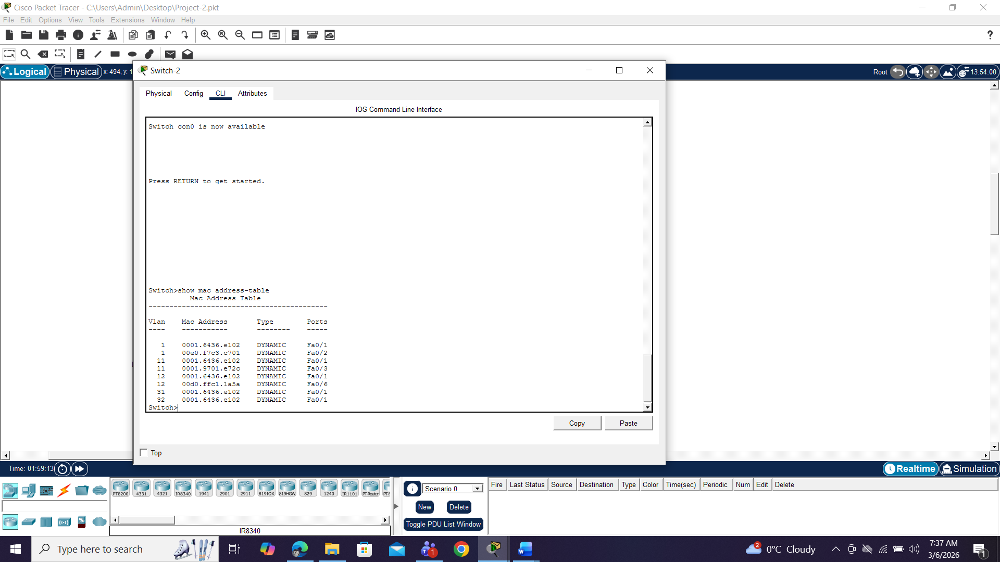 Cisco Packet Tracer - C:\Users\Admin\Desktop\Project-2.pkt
File Edit Options View Tools Extensions Window Help
?
Logical Physical x: 494, y: 1 Root 13:54:00
Switch-2
Physical Config CLI Attributes
IOS Command Line Interface
Switch con0 is now available
Press RETURN to get started.
Switch>show mac address-table
Mac Address Table
-------------------------------------------
Vlan Mac Address Type Ports
---- ----------- -------- -----
1 0001.6436.e102 DYNAMIC Fa0/1
1 00e0.f7c3.c701 DYNAMIC Fa0/2
11 0001.6436.e102 DYNAMIC Fa0/1
11 0001.9701.e72c DYNAMIC Fa0/3
12 0001.6436.e102 DYNAMIC Fa0/1
12 00d0.ffc1.1a5a DYNAMIC Fa0/6
31 0001.6436.e102 DYNAMIC Fa0/1
32 0001.6436.e102 DYNAMIC Fa0/1
Switch>
Copy Paste
Top
Time: 01:59:13 Realtime Simulation
PT8200 4331 4321 IR8340 1941 2901 2911 819IOX 819HGW 829 1240 IR1101 PT-Router
IR8340
Scenario 0
New Delete
Toggle PDU List Window
Fire Last Status Source Destination Type Color Time(sec) Periodic Num Edit Delete
Type here to search
1
2
0°C Cloudy
7:37 AM
3/6/2026
1